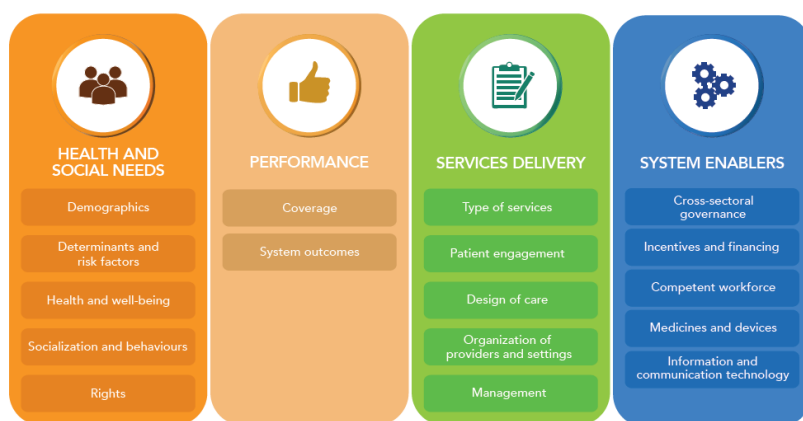 HEALTH AND
SOCIAL NEEDS
Demographics
Determinants and
risk factors
Health and well-being
Socialization and behaviours
Rights
PERFORMANCE
Coverage
System outcomes
SERVICES DELIVERY
Type of services
Patient engagement
Design of care
Organization of
providers and settings
Management
SYSTEM ENABLERS
Cross-sectoral
governance
Incentives and financing
Competent workforce
Medicines and devices
Information and
communication technology